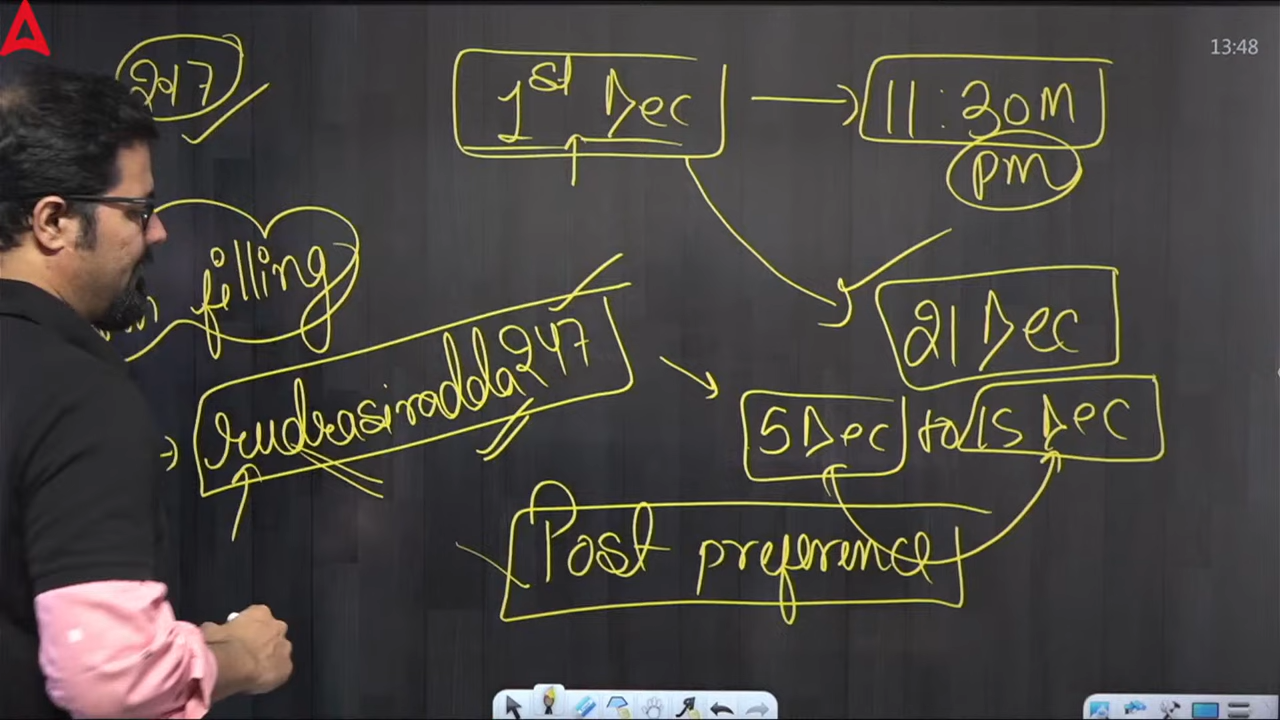 13:48
247
1st Dec → 11:30M
pm
filling
21 Dec
rudrasiradda247
5 Dec to 15 Dec
Post preference